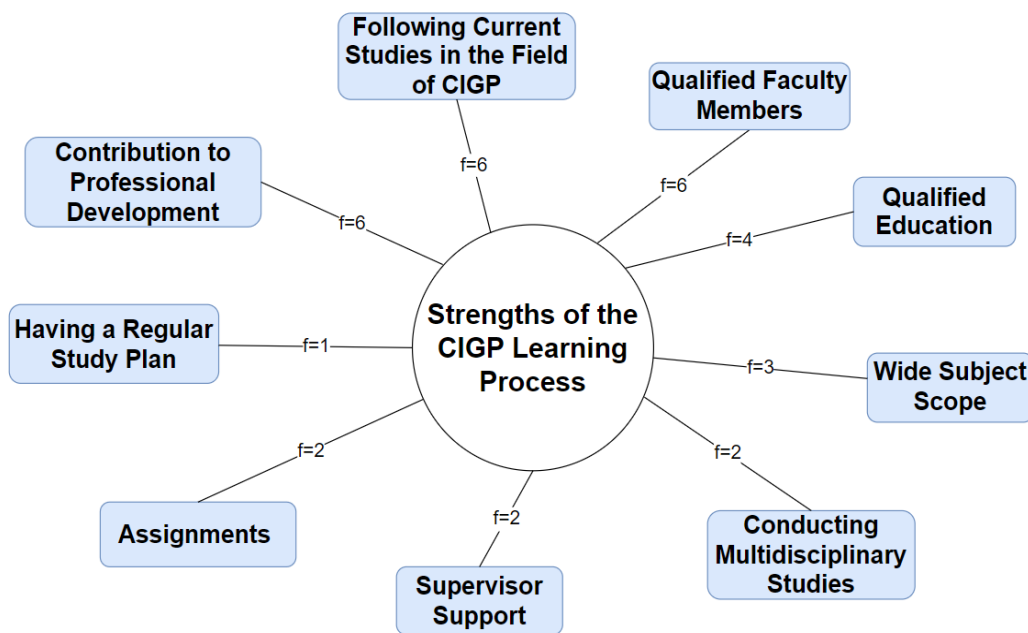 Following Current
Studies in the Field
of CIGP
f=6
Qualified Faculty
Members
f=6
Qualified
Education
f=4
Wide Subject
Scope
f=3
Conducting
Multidisciplinary
Studies
f=2
Supervisor
Support
f=2
Assignments
f=2
Having a Regular
Study Plan
f=1
Contribution to
Professional
Development
f=6
Strengths of the
CIGP Learning
Process